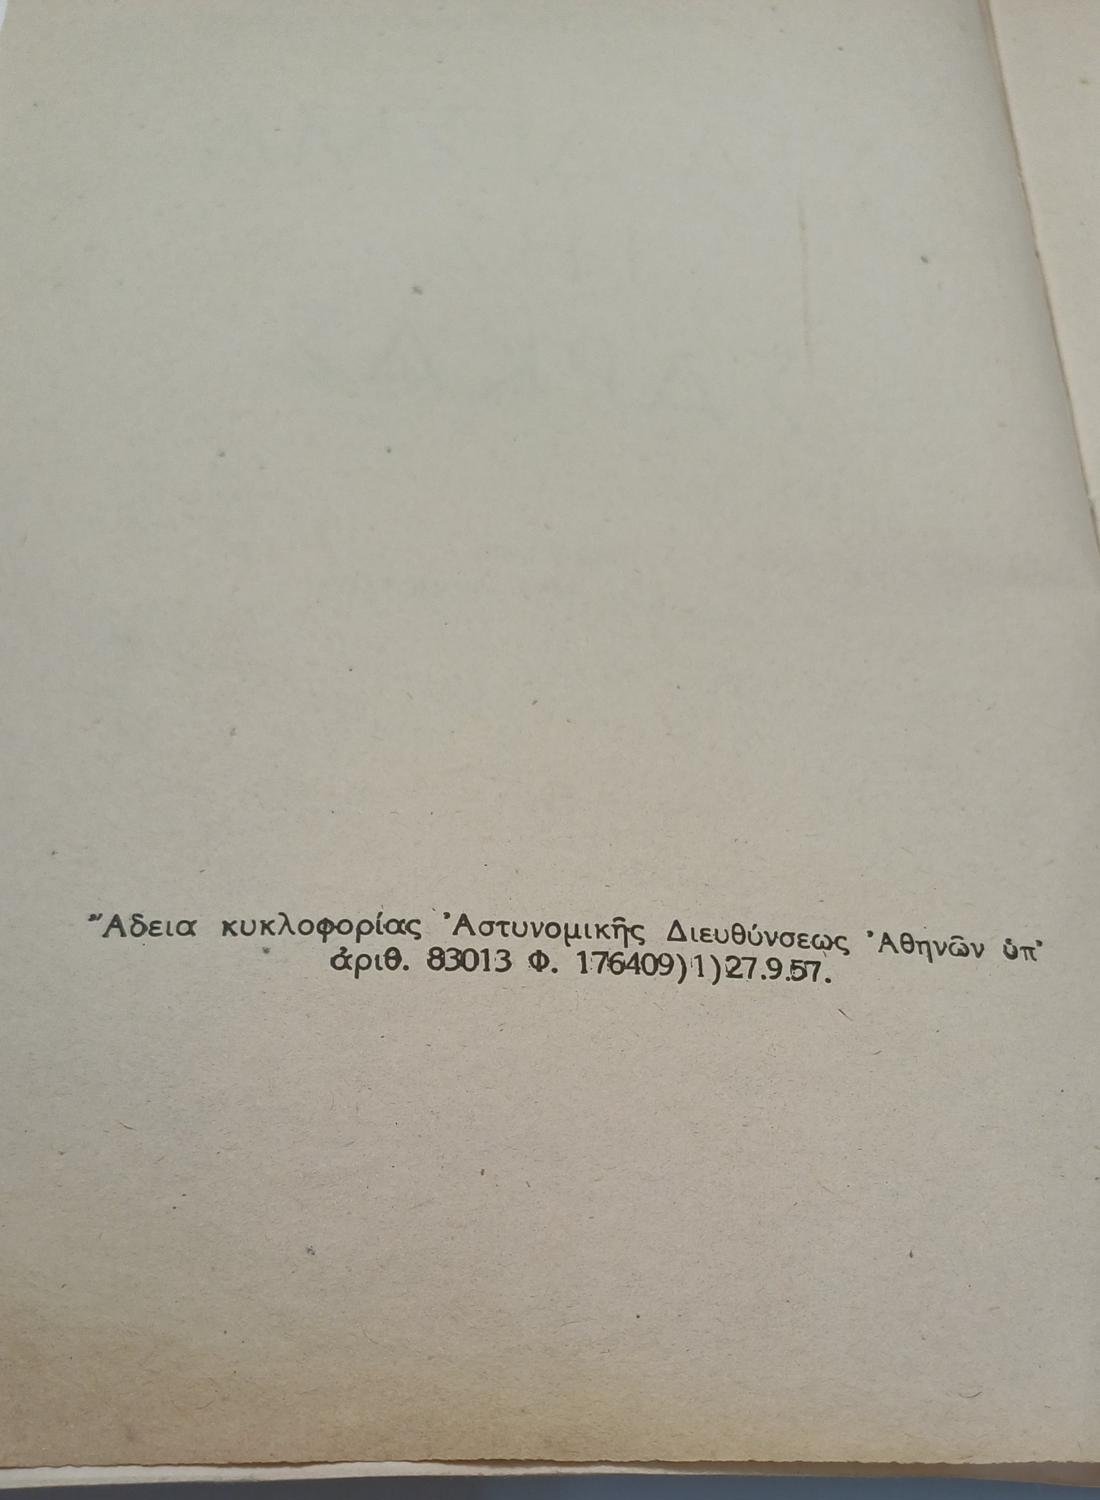 Ἄδεια κυκλοφορίας Ἀστυνομικῆς Διευθύνσεως Ἀθηνῶν ὑπ'
ἀριθ. 83013 Φ. 176409)1)27.9.57.